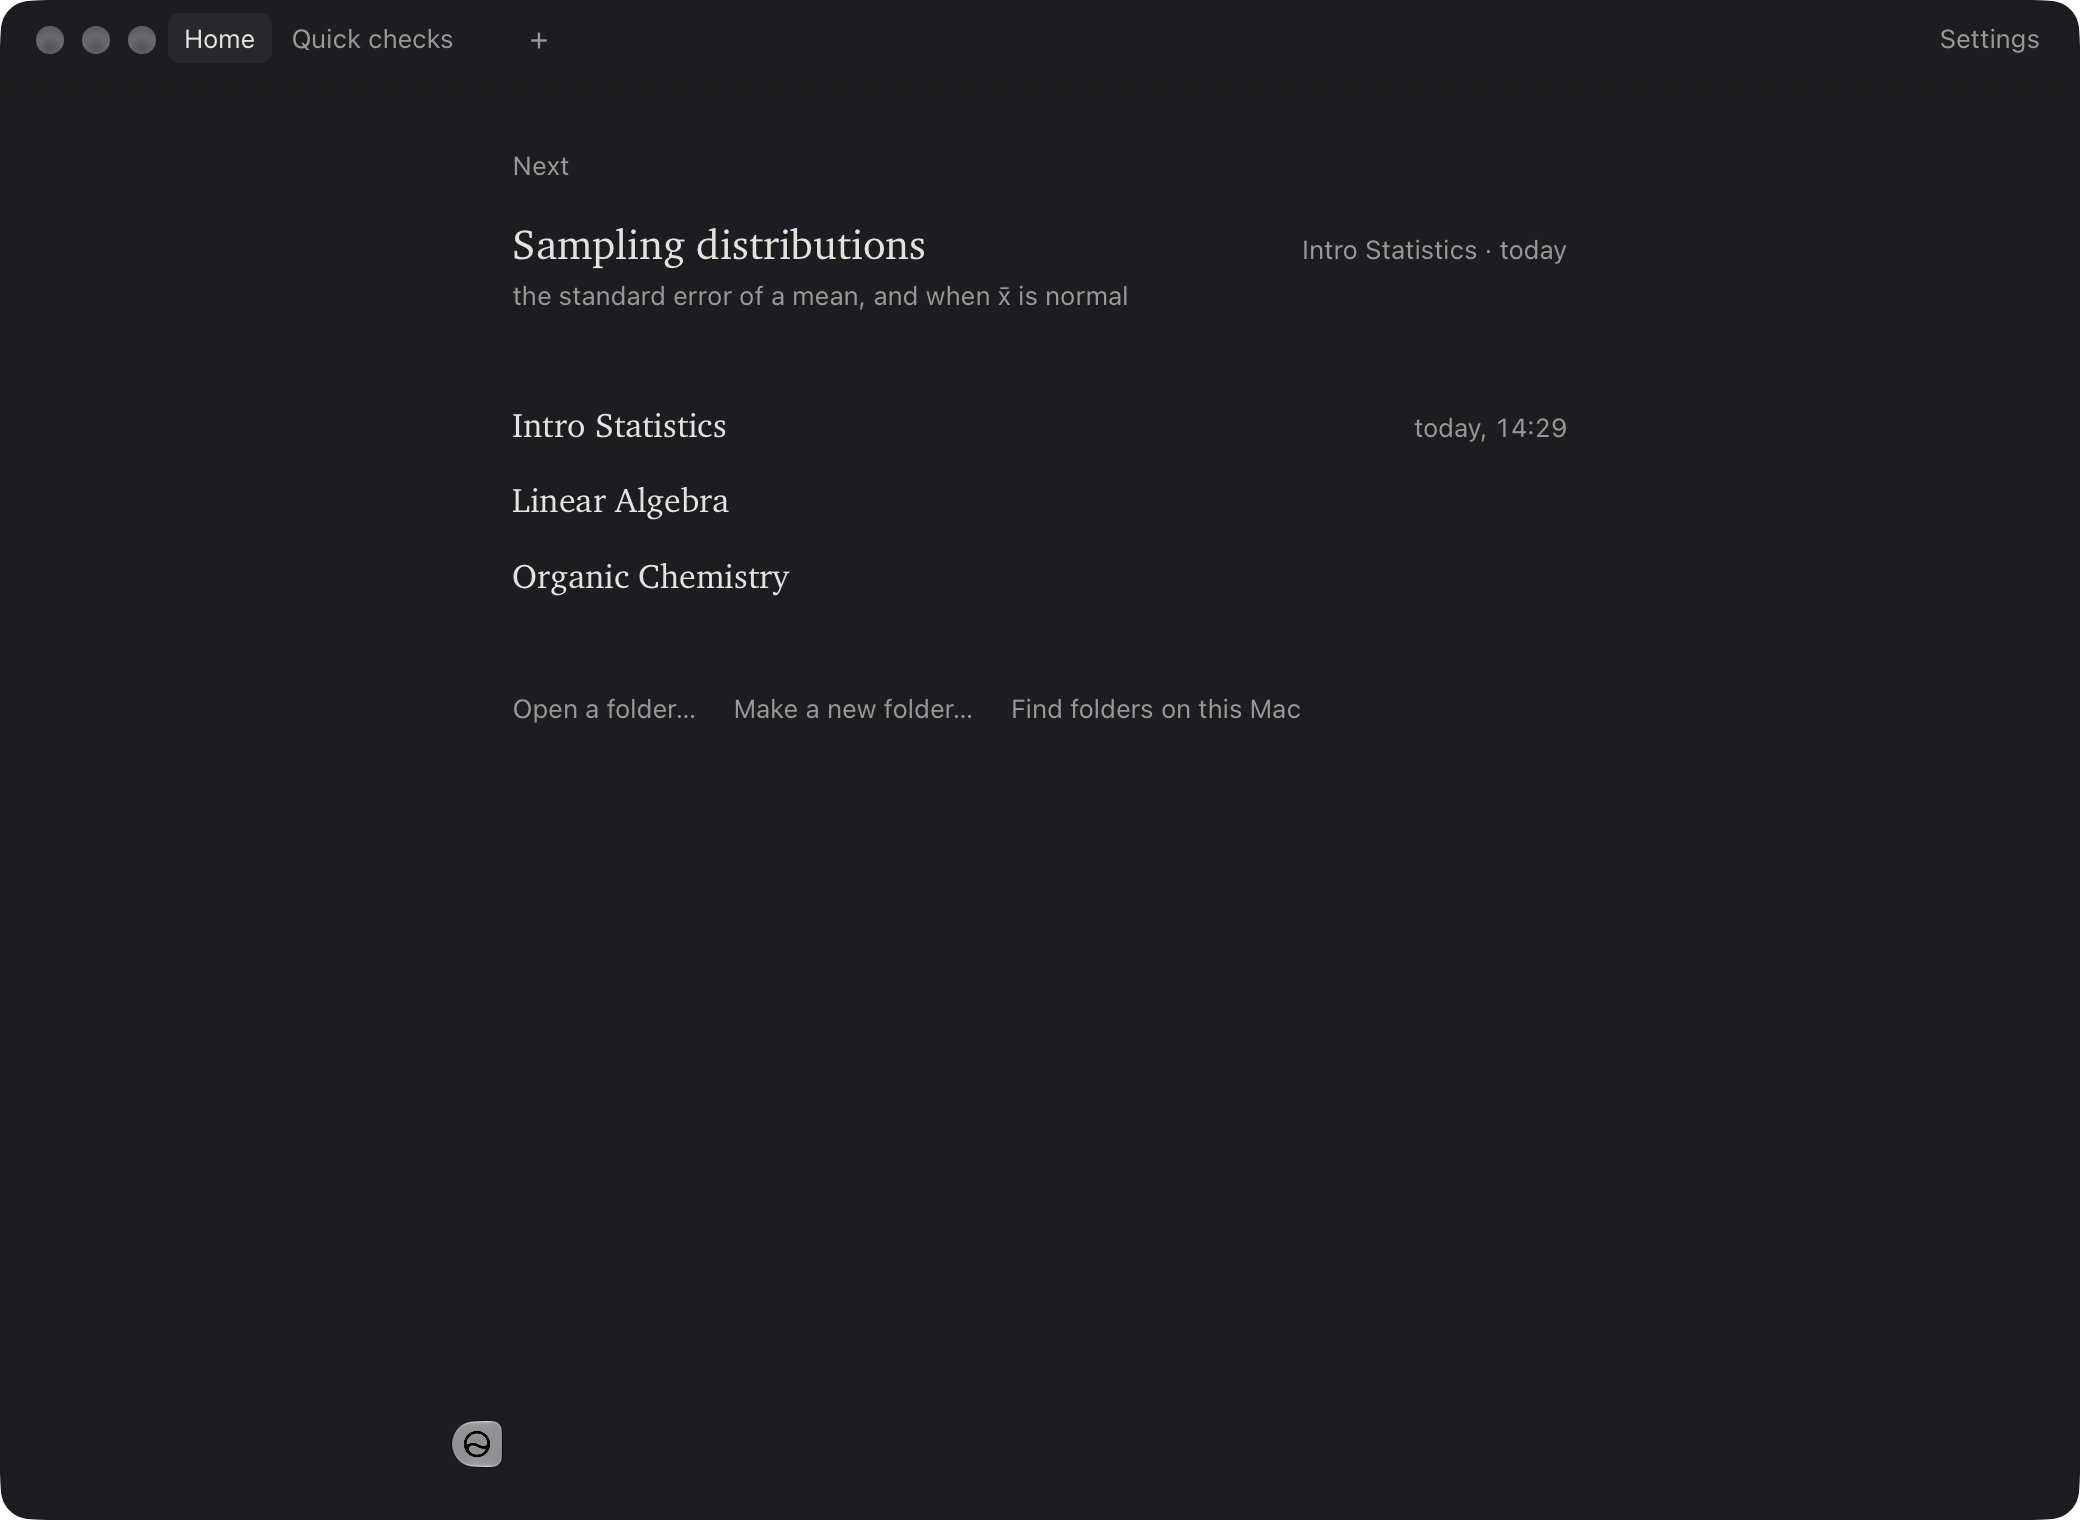 Home Quick checks + Settings
Next
Sampling distributions Intro Statistics · today
the standard error of a mean, and when x̄ is normal
Intro Statistics today, 14:29
Linear Algebra
Organic Chemistry
Open a folder... Make a new folder... Find folders on this Mac